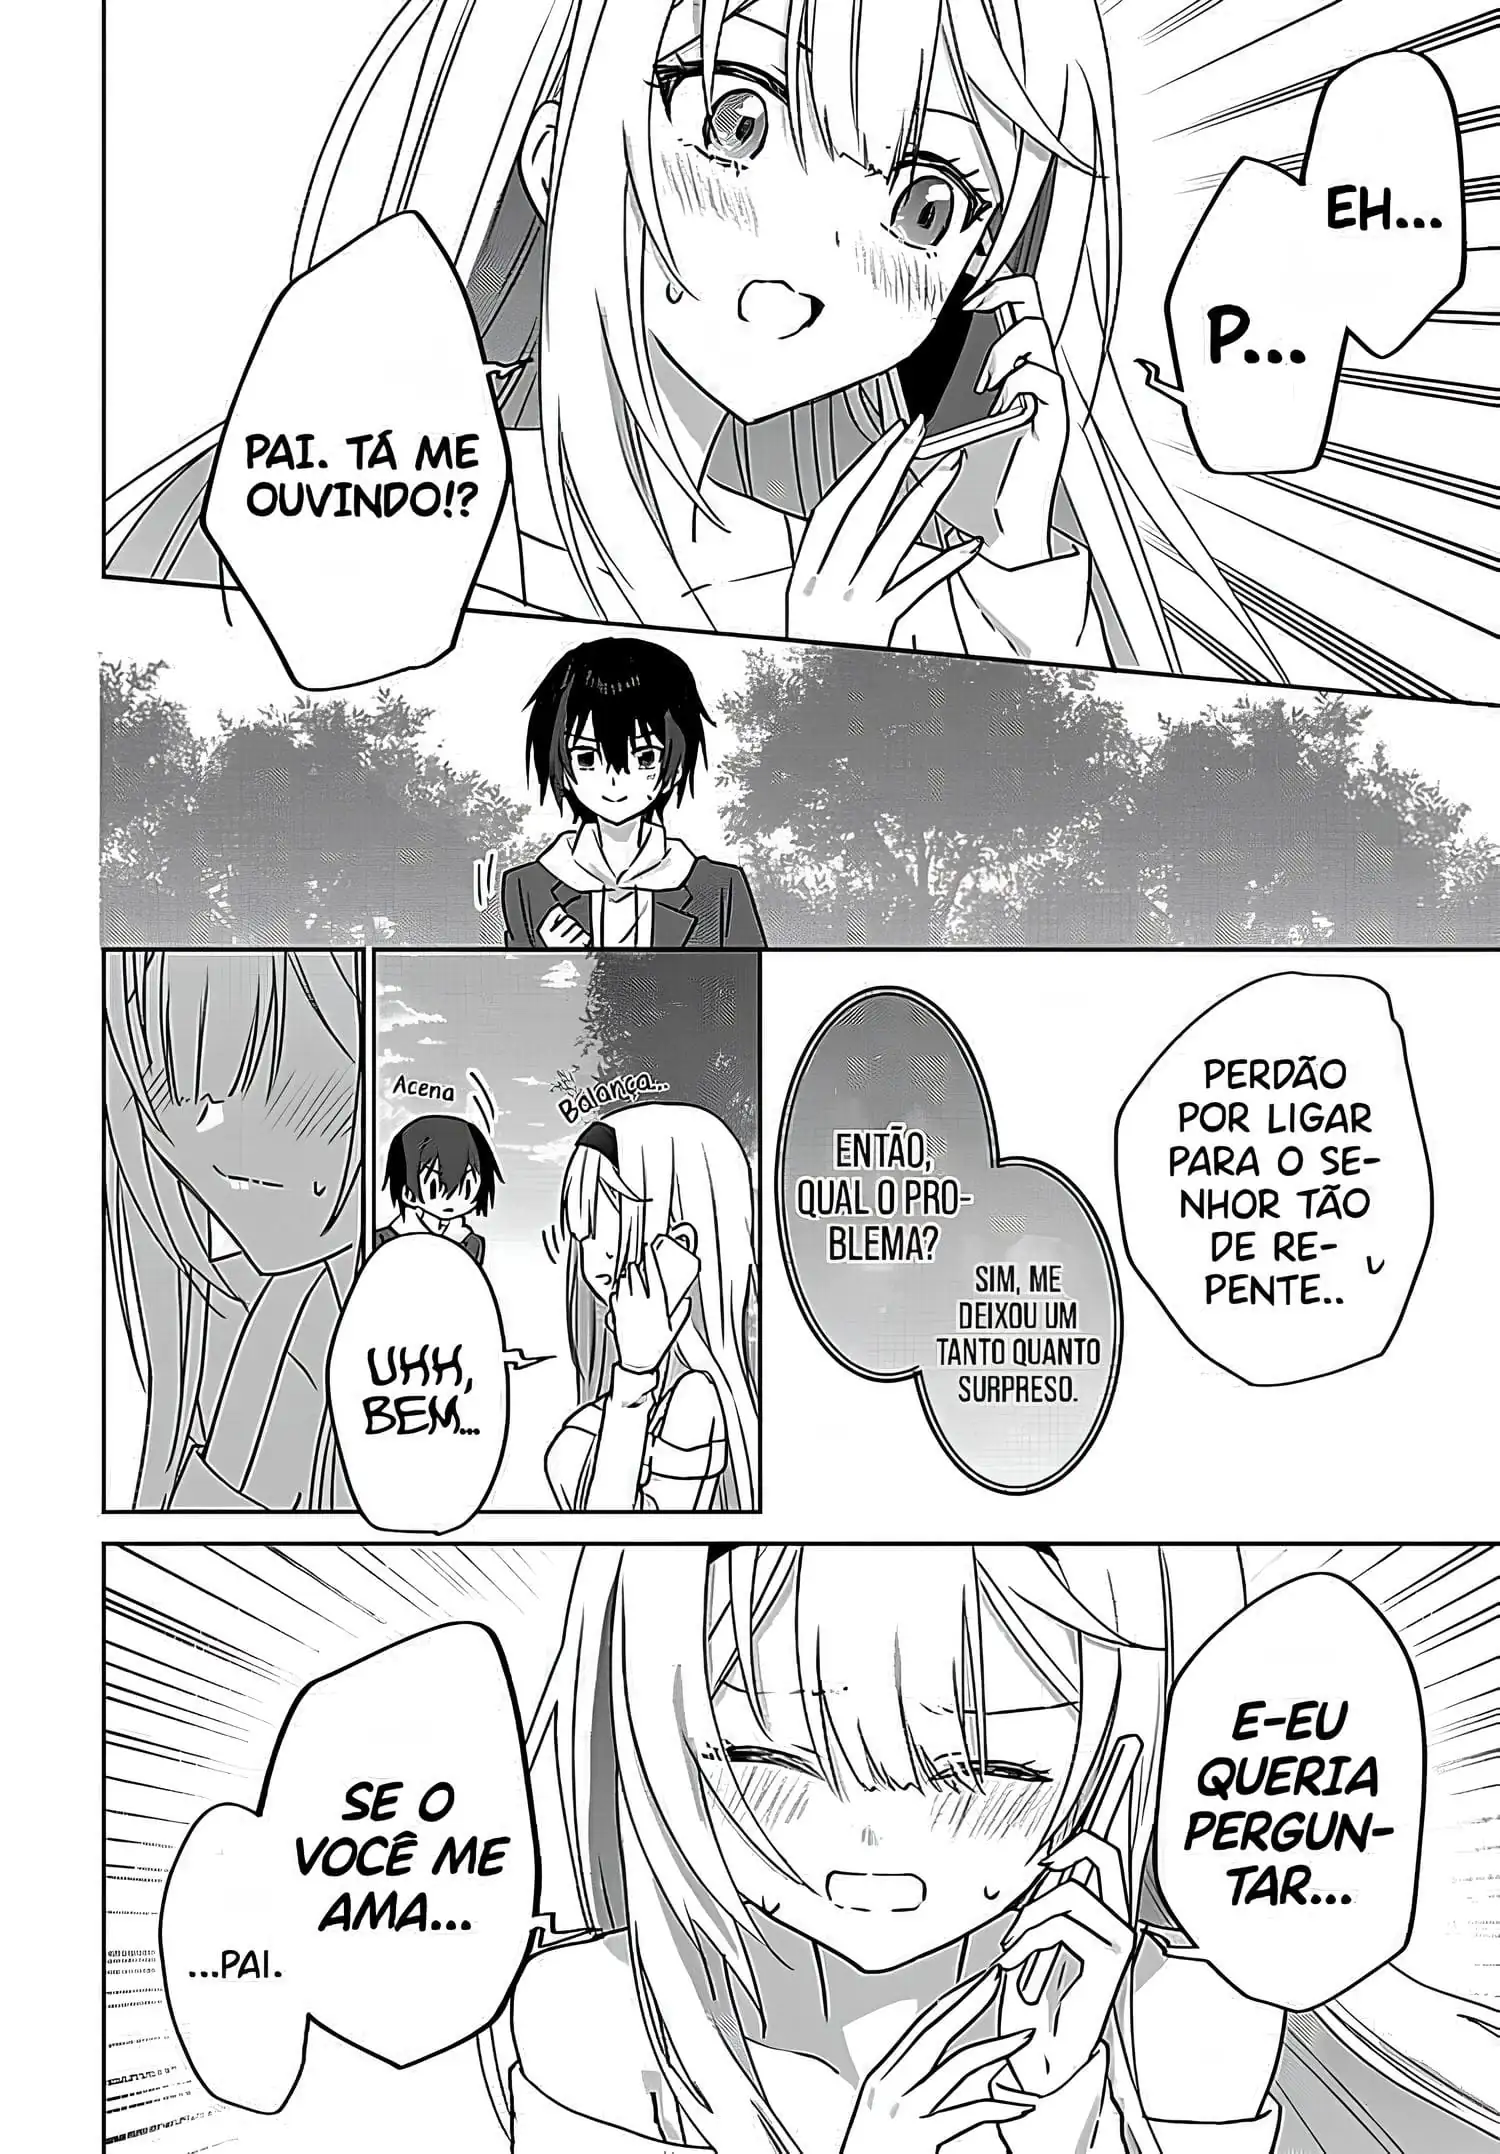 EH...
P...
PAI. TÁ ME
OUVINDO!?
PERDÃO
POR LIGAR
PARA O SE-
NHOR TÃO
DE RE-
PENTE..
ENTÃO,
QUAL O PRO-
BLEMA?
SIM, ME
DEIXOU UM
TANTO QUANTO
SURPRESO.
Balança...
Acena
UHH,
BEM...
E-EU
QUERIA
PERGUN-
TAR...
SE O
VOCÊ ME
AMA...
...PAI.